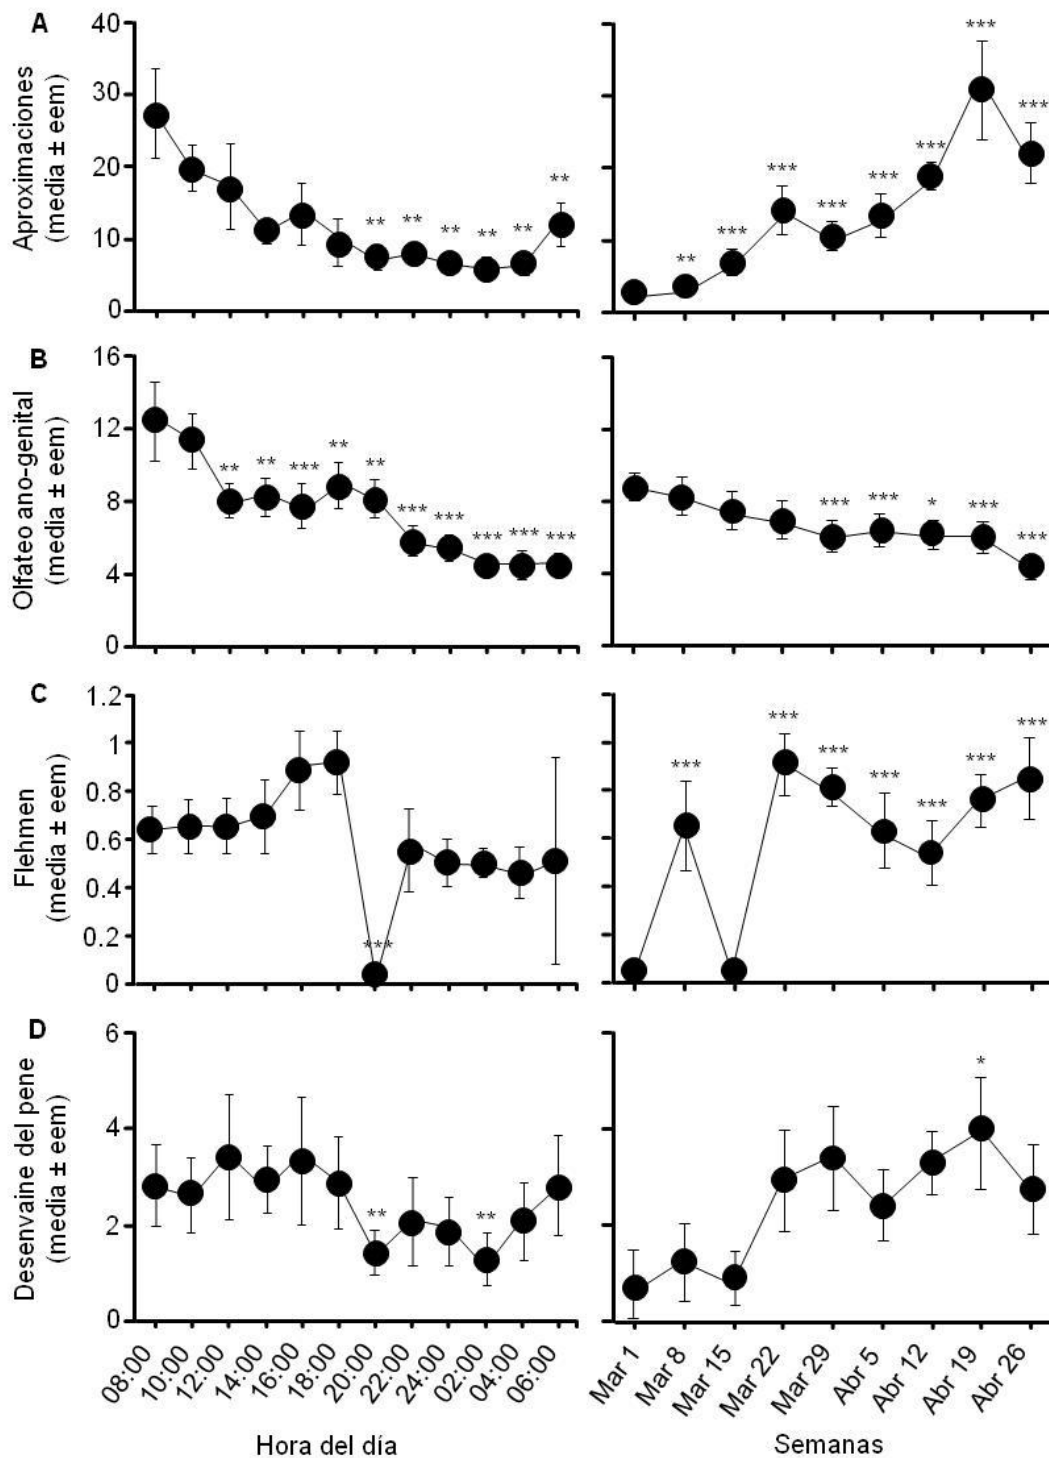 A
Aproximaciones
(media ± eem)
40
30
20
10
0
** ** ** ** ** **
** *** *** *** *** *** *** ***
B
Olfateo ano-genital
(media ± eem)
16
12
8
4
0
** ** *** ** ** *** *** *** *** ***
*** *** * *** ***
C
Flehmen
(media ± eem)
1.2
1
0.8
0.6
0.4
0.2
0
***
*** *** *** *** *** *** ***
D
Desenvaine del pene
(media ± eem)
6
4
2
0
** **
*
08:00
10:00
12:00
14:00
16:00
18:00
20:00
22:00
24:00
02:00
04:00
06:00
Hora del día
Mar 1
Mar 8
Mar 15
Mar 22
Mar 29
Abr 5
Abr 12
Abr 19
Abr 26
Semanas